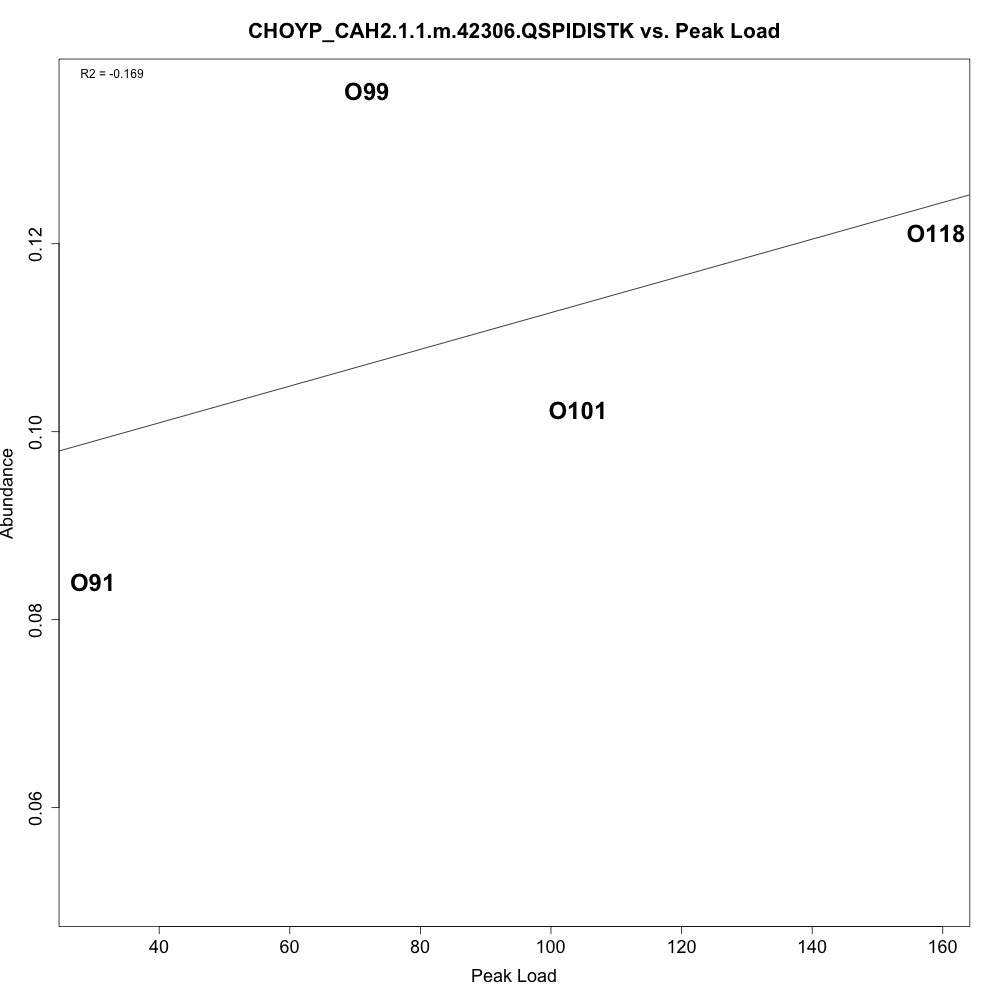 CHOYP_CAH2.1.1.m.42306.QSPIDISTK vs. Peak Load
R2 = -0.169
O99
0.12
O118
0.10
O101
Abundance
O91
0.08
0.06
40 60 80 100 120 140 160
Peak Load